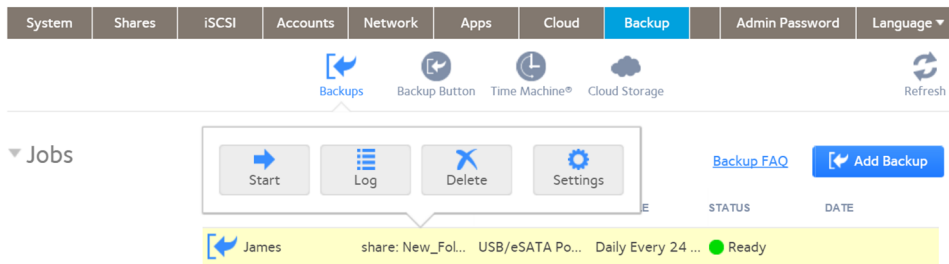 System Shares iSCSI Accounts Network Apps Cloud Backup Admin Password Language
Backups Backup Button Time Machine® Cloud Storage Refresh
Jobs
Start Log Delete Settings
Backup FAQ Add Backup
E STATUS DATE
James share: New_Fol... USB/eSATA Po... Daily Every 24 ... Ready